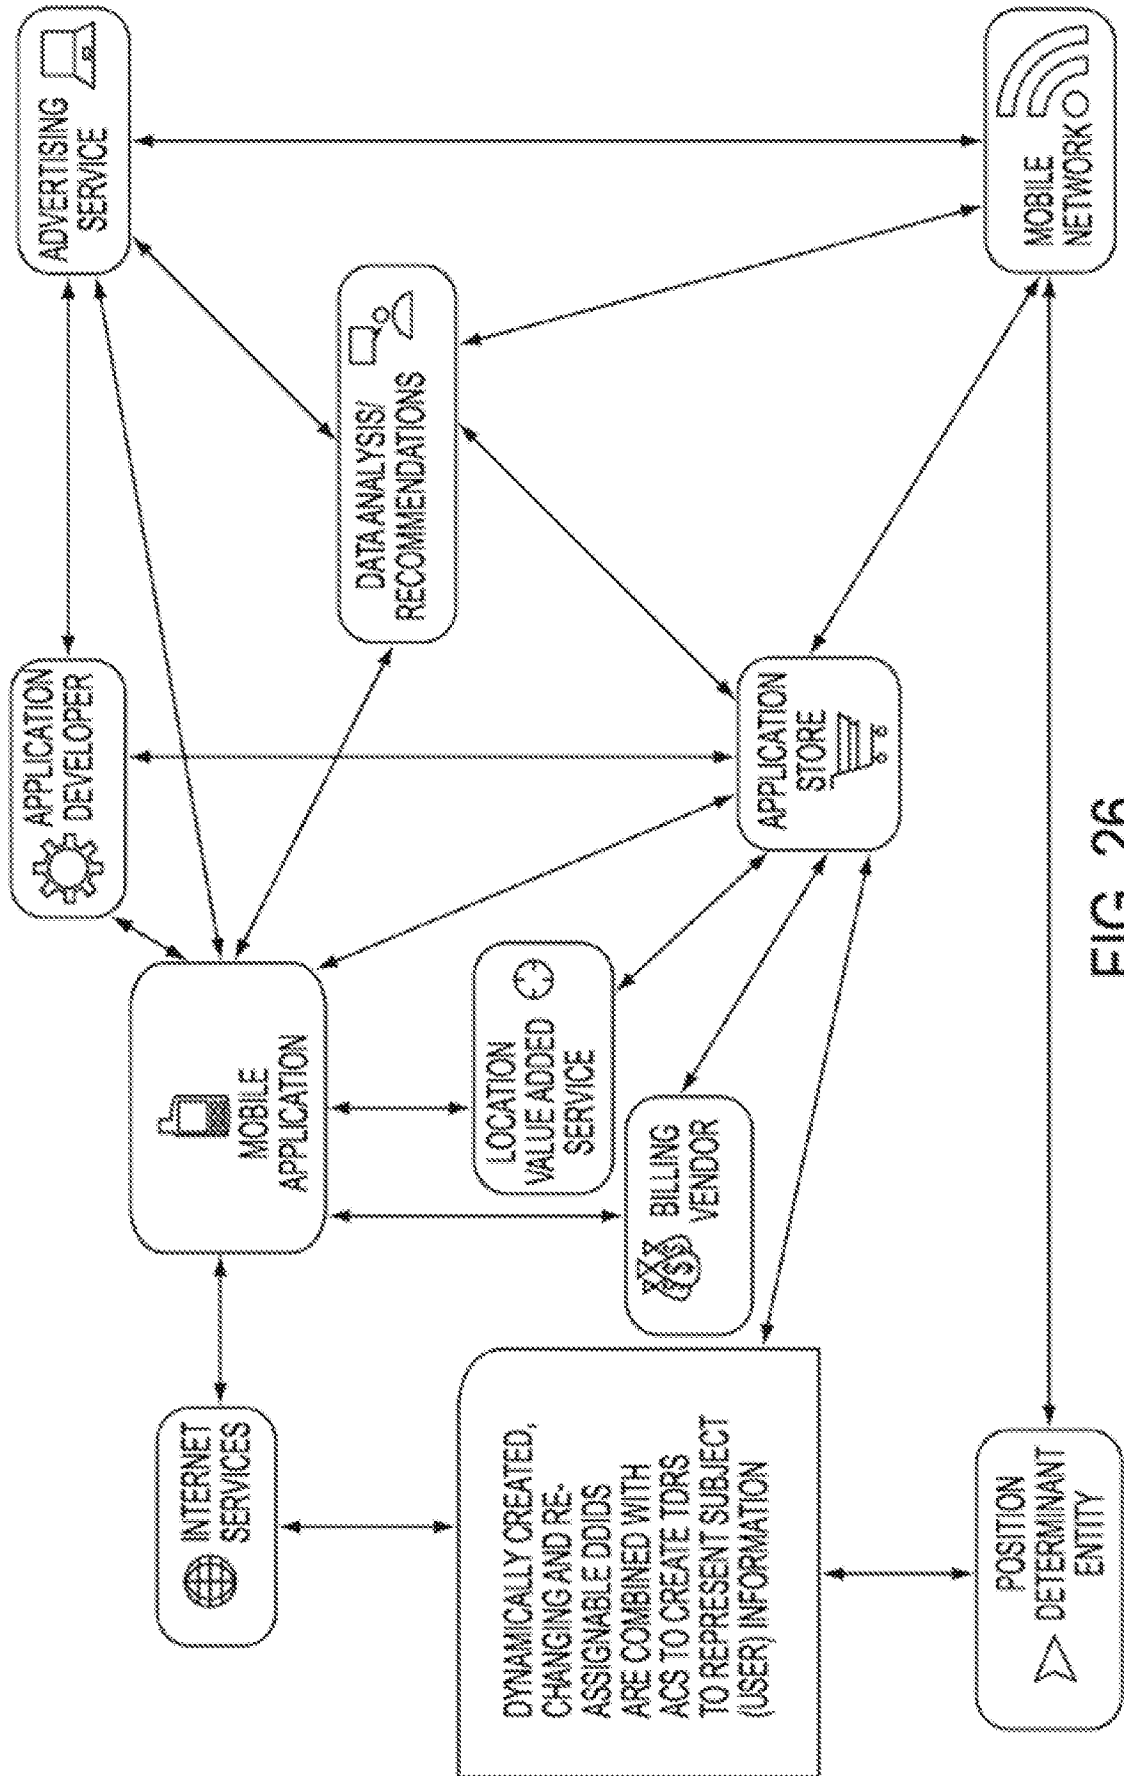 INTERNET
SERVICES
DYNAMICALLY CREATED,
CHANGING AND RE-
ASSIGNABLE DDIDS
ARE COMBINED WITH
ACS TO CREATE TDRS
TO REPRESENT SUBJECT
(USER) INFORMATION
POSITION
DETERMINANT
ENTITY
MOBILE
APPLICATION
LOCATION
VALUE ADDED
SERVICE
$$$
BILLING
VENDOR
APPLICATION
DEVELOPER
APPLICATION
STORE
DATA ANALYSIS/
RECOMMENDATIONS
ADVERTISING
SERVICE
MOBILE
NETWORK
FIG. 26